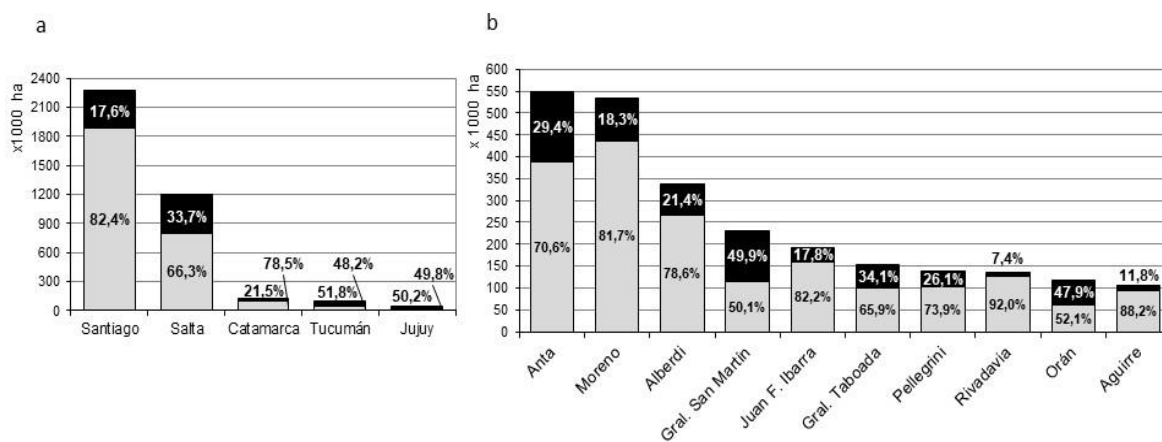 a
x1000 ha
2400
2100
1800
1500
1200
900
600
300
0
17,6%
82,4%
33,7%
66,3%
78,5%
21,5%
48,2%
51,8%
49,8%
50,2%
Santiago
Salta
Catamarca
Tucumán
Jujuy
b
x 1000 ha
600
550
500
450
400
350
300
250
200
150
100
50
0
29,4%
70,6%
18,3%
81,7%
21,4%
78,6%
49,9%
50,1%
17,8%
82,2%
34,1%
65,9%
26,1%
73,9%
7,4%
92,0%
47,9%
52,1%
11,8%
88,2%
Anta
Moreno
Alberdi
Gral. San Martín
Juan F. Ibarra
Gral. Taboada
Pellegrini
Rivadavia
Orán
Aguirre